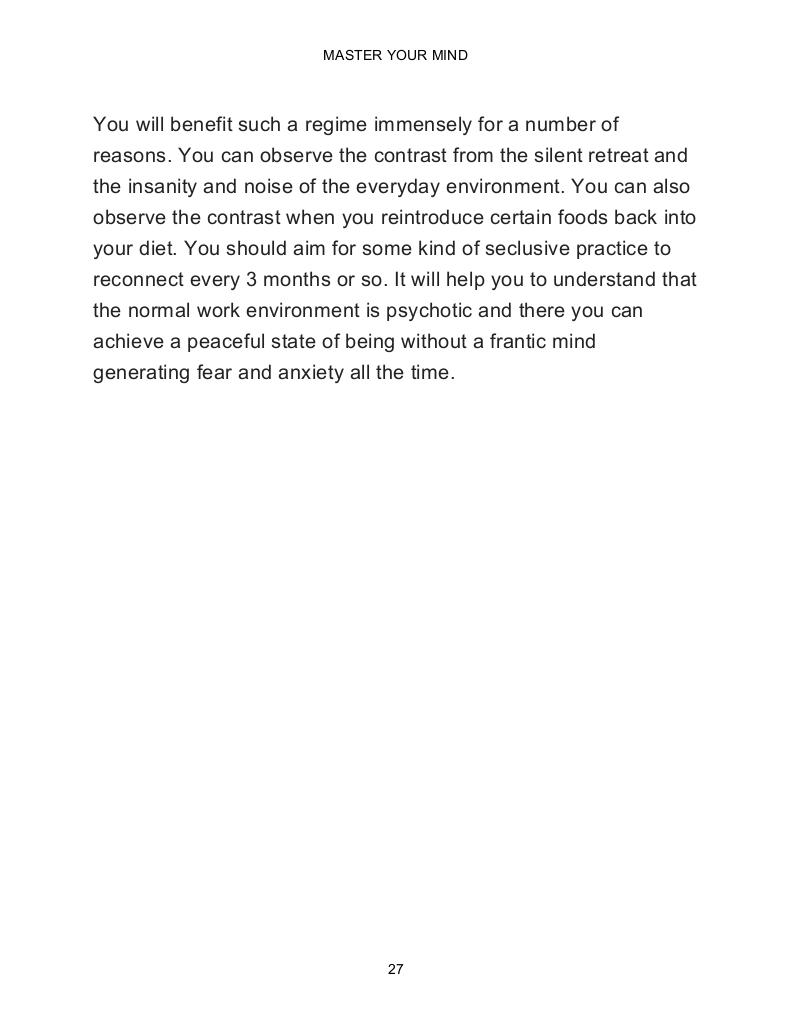 MASTER YOUR MIND
You will benefit such a regime immensely for a number of
reasons. You can observe the contrast from the silent retreat and
the insanity and noise of the everyday environment. You can also
observe the contrast when you reintroduce certain foods back into
your diet. You should aim for some kind of seclusive practice to
reconnect every 3 months or so. It will help you to understand that
the normal work environment is psychotic and there you can
achieve a peaceful state of being without a frantic mind
generating fear and anxiety all the time.
27